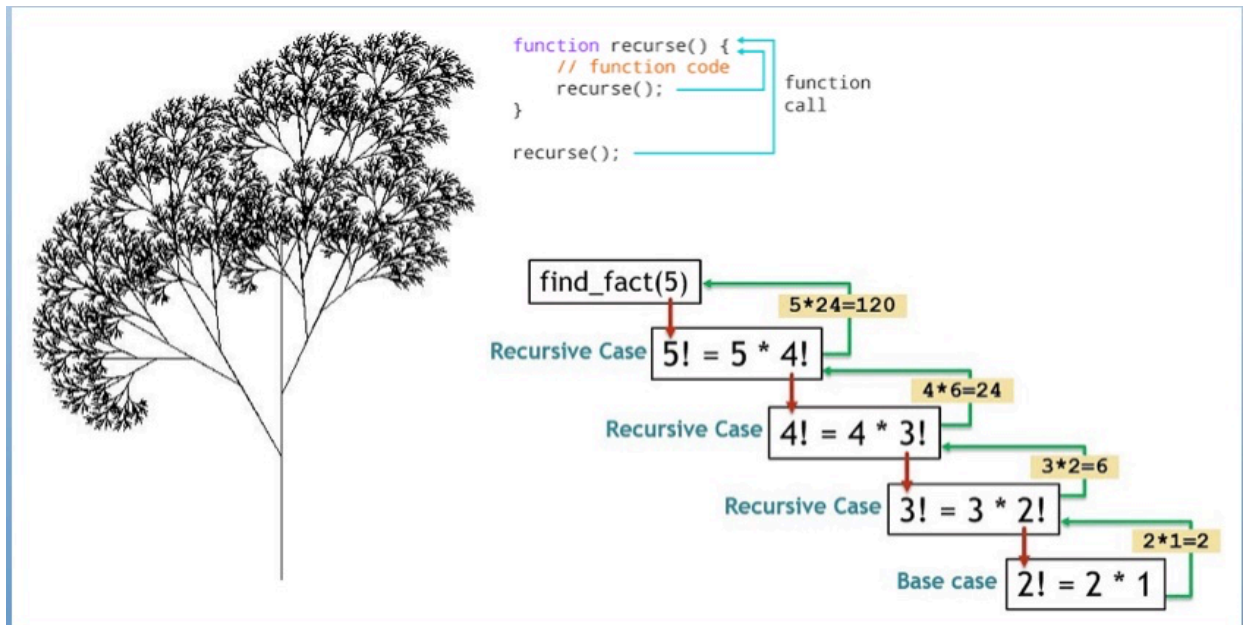 function recurse() {
// function code
recurse();
}
recurse();
function
call
find_fact(5)
5*24=120
Recursive Case
5! = 5 * 4!
4*6=24
Recursive Case
4! = 4 * 3!
3*2=6
Recursive Case
3! = 3 * 2!
2*1=2
Base case
2! = 2 * 1